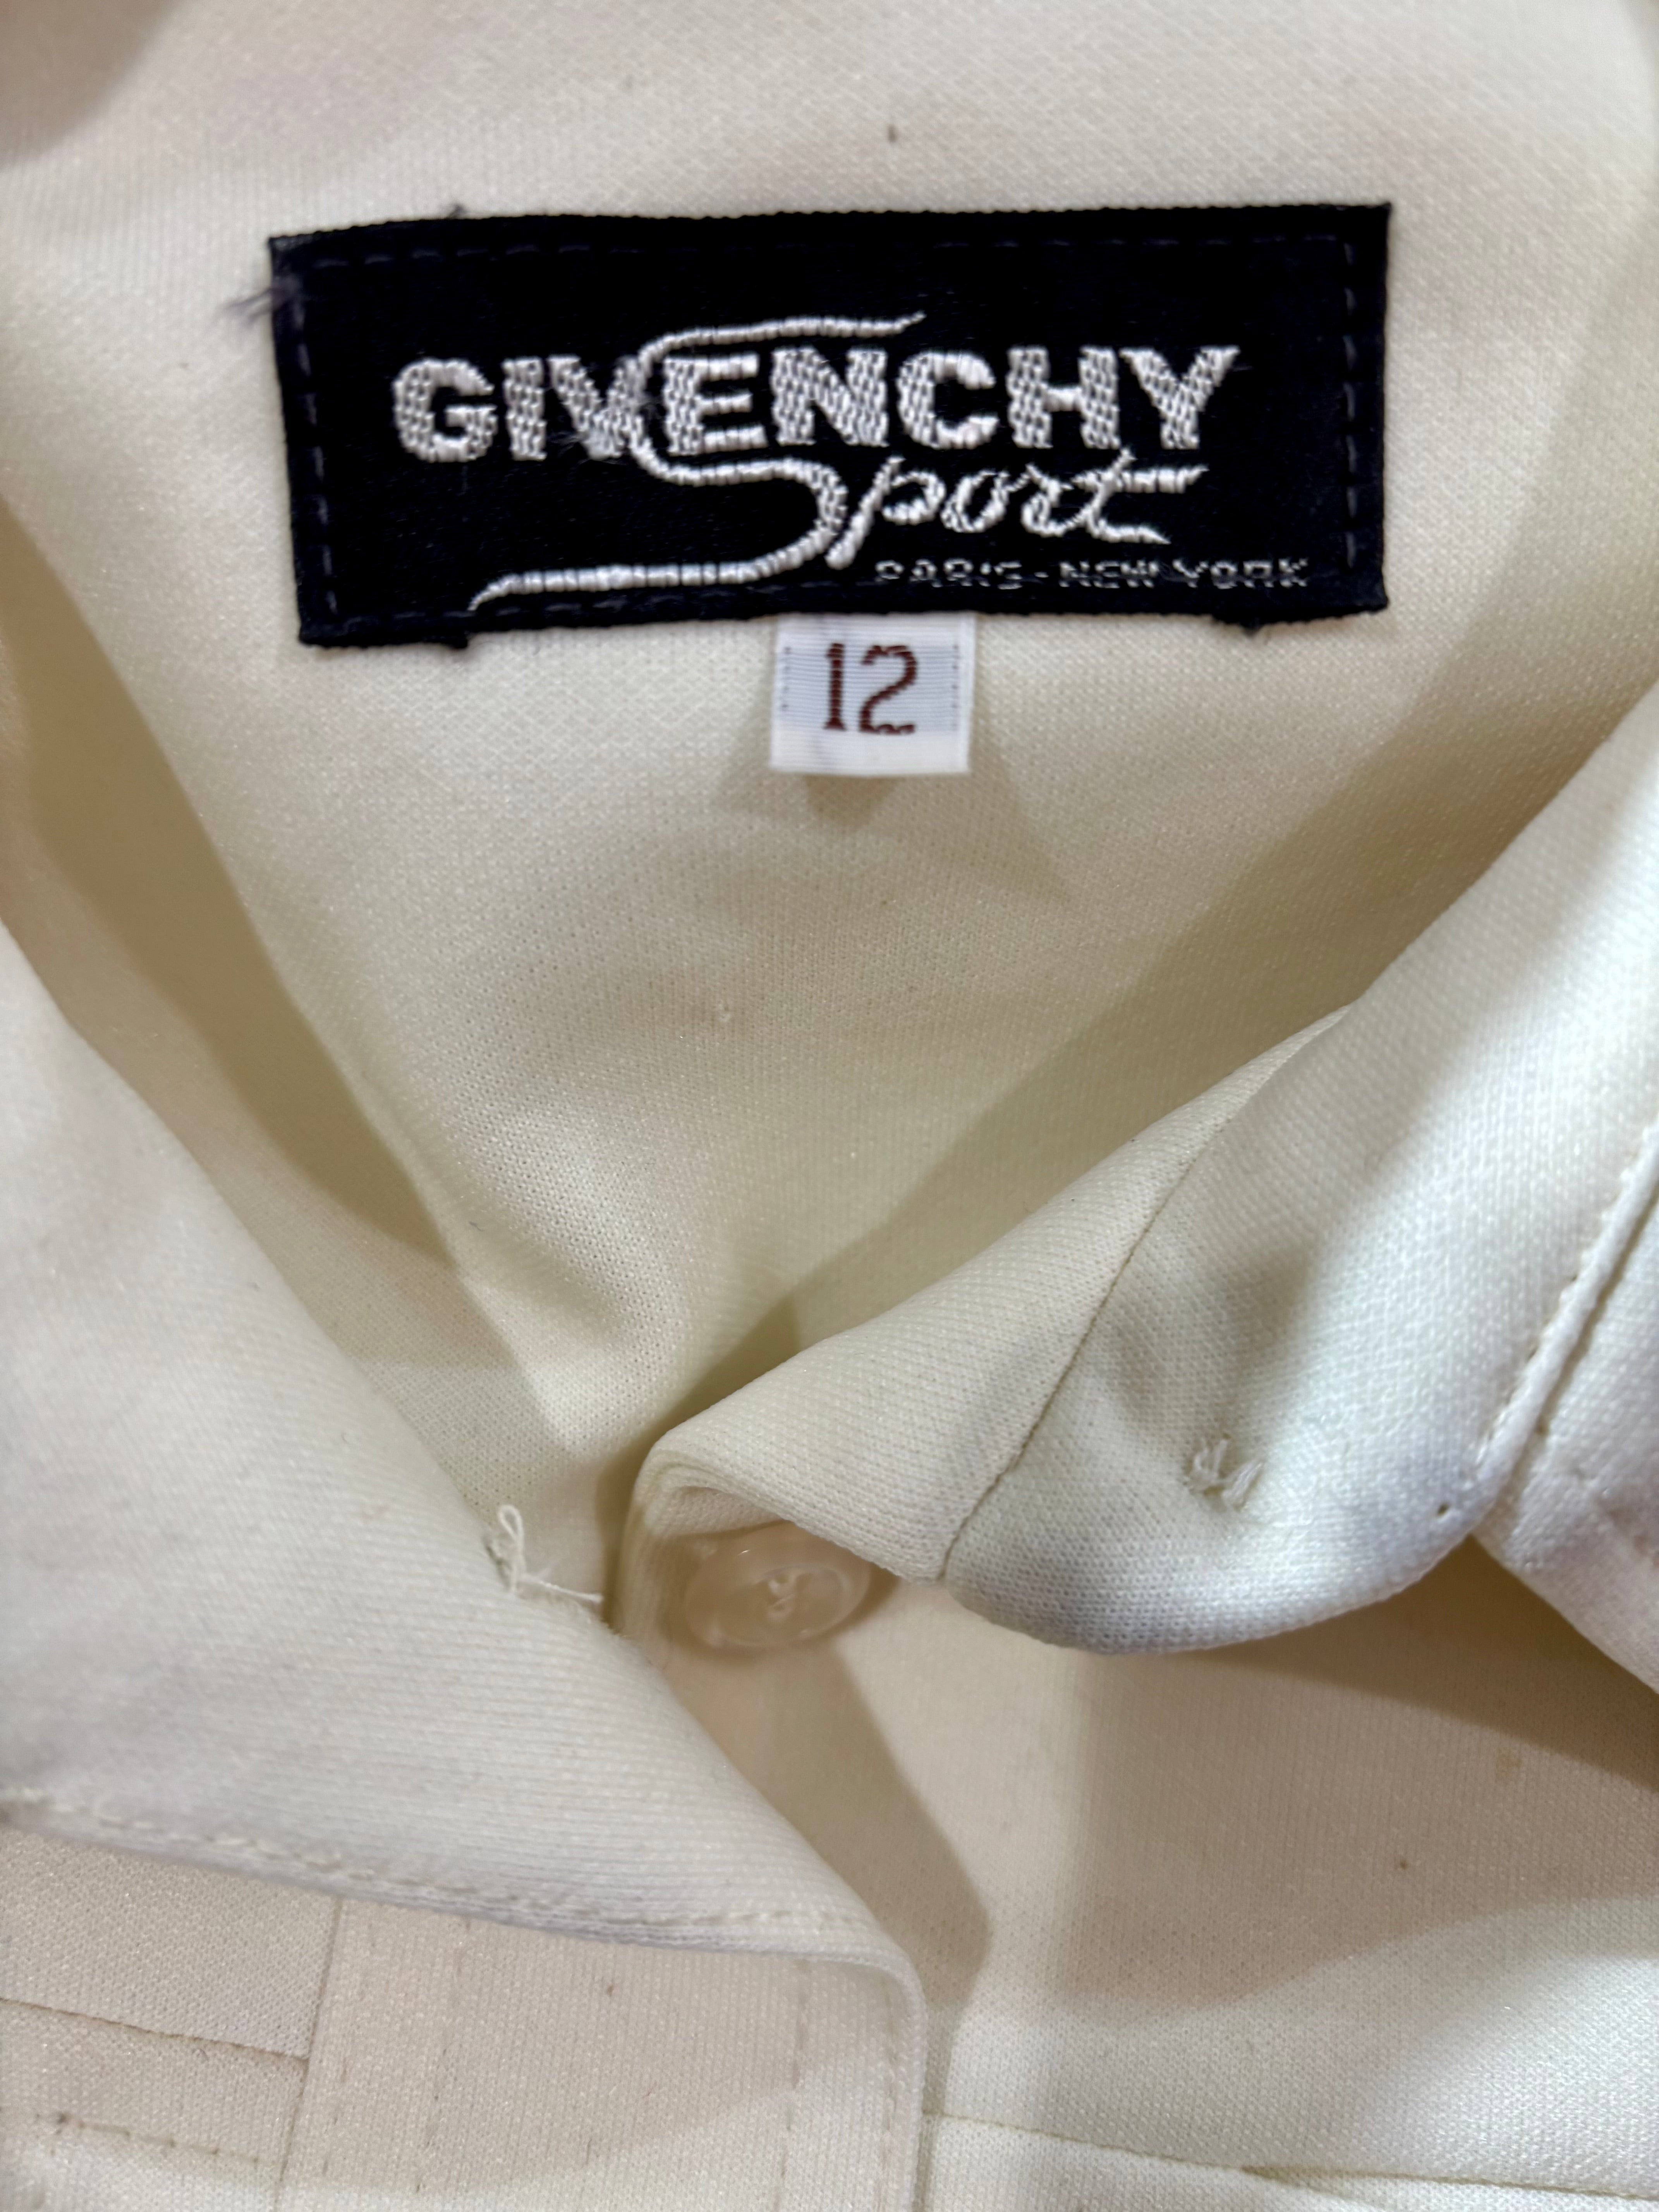 GIVENCHY
Sport
PARIS - NEW YORK
12